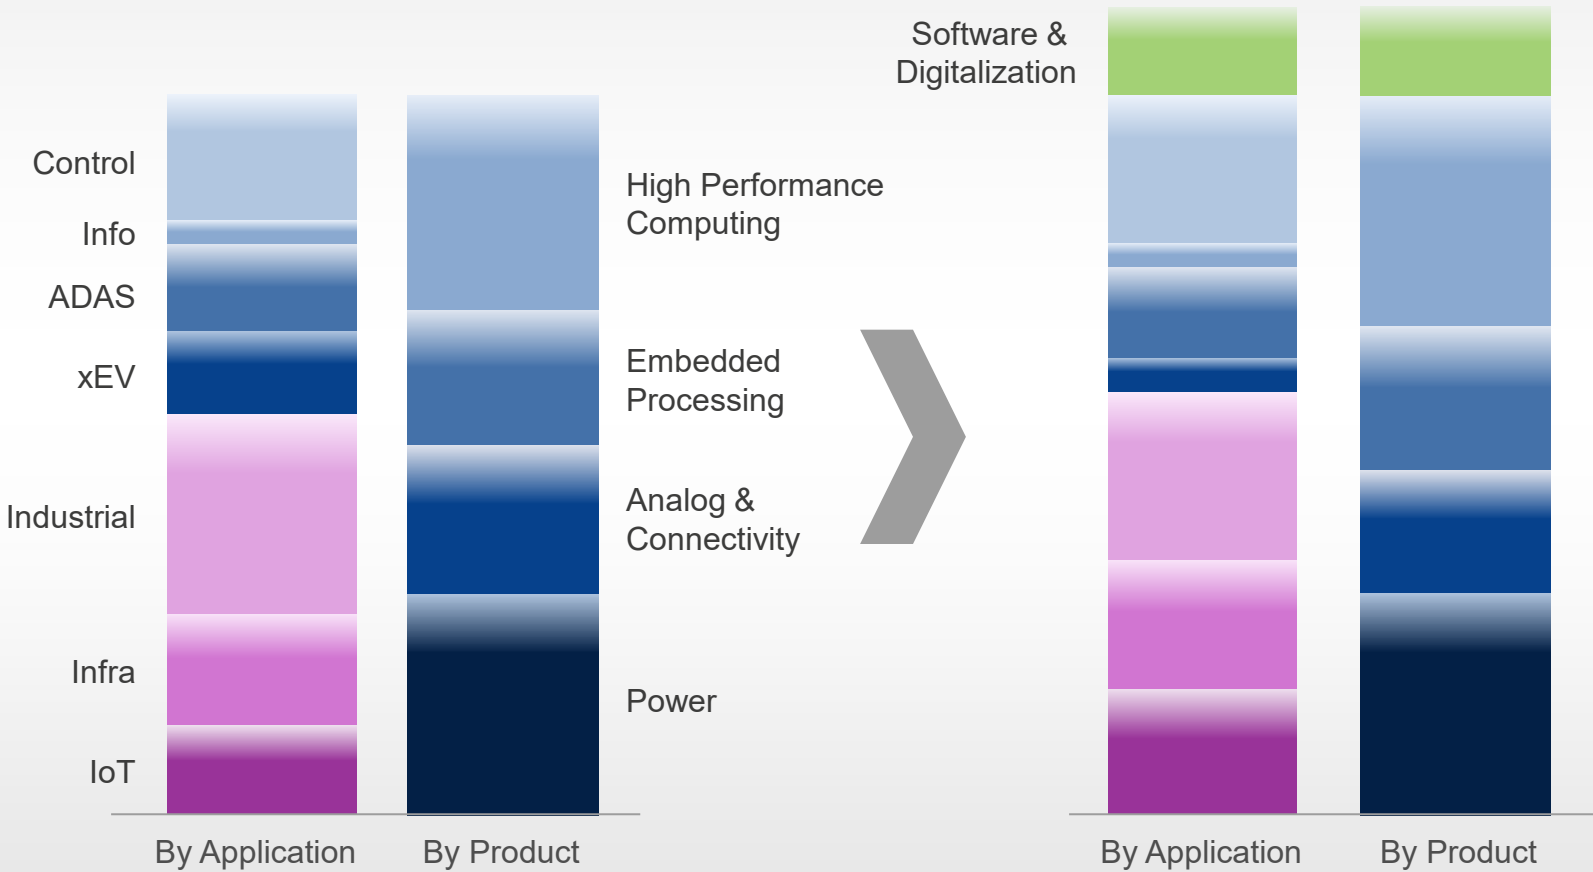 Software &
Digitalization
Control
Info
ADAS
xEV
Industrial
Infra
IoT
High Performance
Computing
Embedded
Processing
Analog &
Connectivity
Power
By Application
By Product
By Application
By Product